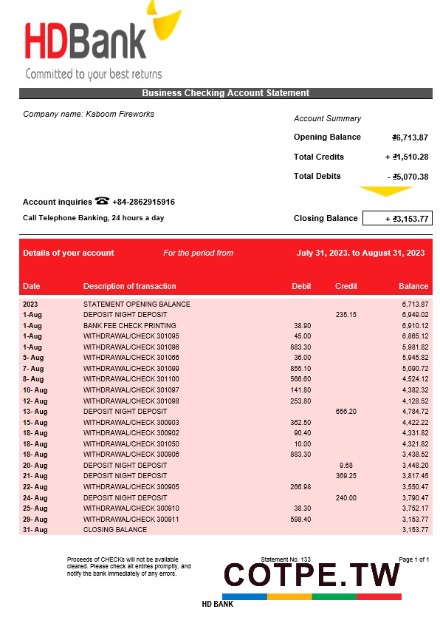 HDBank
Committed to your best returns
Business Checking Account Statement
Company name: Kaboom Fireworks
Account Summary
Opening Balance ₫6,713.87
Total Credits + ₫1,510.28
Total Debits - ₫5,070.38
Account inquiries ☎ +84-2862915916
Call Telephone Banking, 24 hours a day
Closing Balance + ₫3,153.77
Details of your account For the period from July 31, 2023. to August 31, 2023
Date Description of transaction Debit Credit Balance
2023 STATEMENT OPENING BALANCE 6,713.87
1-Aug DEPOSIT NIGHT DEPOSIT 235.15 6,949.02
1-Aug BANK FEE CHECK PRINTING 38.90 6,910.12
1-Aug WITHDRAWAL/CHECK 301095 45.00 6,865.12
1-Aug WITHDRAWAL/CHECK 301096 883.30 5,981.82
5- Aug WITHDRAWAL/CHECK 301066 36.00 5,945.82
7- Aug WITHDRAWAL/CHECK 301099 855.10 5,090.72
8- Aug WITHDRAWAL/CHECK 301100 566.60 4,524.12
10- Aug WITHDRAWAL/CHECK 301097 141.80 4,382.32
12- Aug WITHDRAWAL/CHECK 301098 253.80 4,128.52
13- Aug DEPOSIT NIGHT DEPOSIT 656.20 4,784.72
15- Aug WITHDRAWAL/CHECK 300903 362.50 4,422.22
18- Aug WITHDRAWAL/CHECK 300902 90.40 4,331.82
18- Aug WITHDRAWAL/CHECK 301050 10.00 4,321.82
18- Aug WITHDRAWAL/CHECK 300906 883.30 3,438.52
20- Aug DEPOSIT NIGHT DEPOSIT 9.68 3,448.20
21- Aug DEPOSIT NIGHT DEPOSIT 369.25 3,817.45
22- Aug WITHDRAWAL/CHECK 300905 266.98 3,550.47
24- Aug DEPOSIT NIGHT DEPOSIT 240.00 3,790.47
25- Aug WITHDRAWAL/CHECK 300910 38.30 3,752.17
29- Aug WITHDRAWAL/CHECK 300911 598.40 3,153.77
31- Aug CLOSING BALANCE 3,153.77
Proceeds of CHECKs will not be available Statement No. 133 Page 1 of 1
cleared. Please check all entries promptly, and
notify the bank immediately of any errors.
COTPE.TW
HD BANK